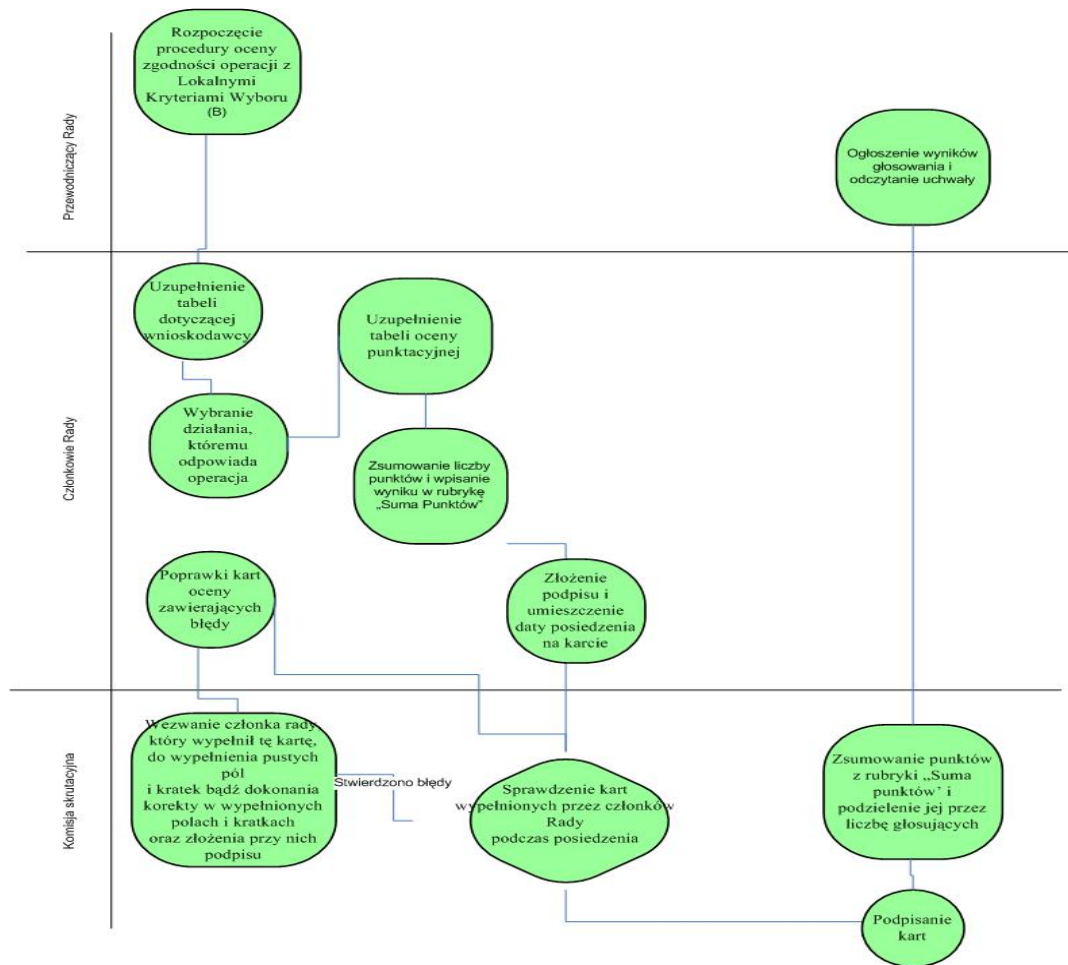 Rozpoczęcie
procedury oceny
zgodności operacji z
Lokalnymi
Kryteriami Wyboru
(B)
Ogłoszenie wyników
głosowania i
odczytanie uchwały
Przewodniczący Rady
Uzupełnienie
tabeli
dotyczącej
wnioskodawcy
Uzupełnienie
tabeli oceny
punktacyjnej
Wybranie
działania,
któremu
odpowiada
operacja
Zsumowanie liczby
punktów i wpisanie
wyniku w rubrykę
„Suma Punktów”
Członkowie Rady
Poprawki kart
oceny
zawierających
błędy
Złożenie
podpisu i
umieszczenie
daty posiedzenia
na karcie
Wezwanie członka rady
który wypełnił tę kartę,
do wypełnienia pustych
pól
i kratek bądź dokonania
korekty w wypełnionych
polach i kratkach
oraz złożenia przy nich
podpisu
Stwierdzono błędy
Sprawdzenie kart
wypełnionych przez członków
Rady
podczas posiedzenia
Zsumowanie punktów
z rubryki „Suma
punktów’ i
podzielenie jej przez
liczbę głosujących
Komisja skrutacyjna
Podpisanie
kart